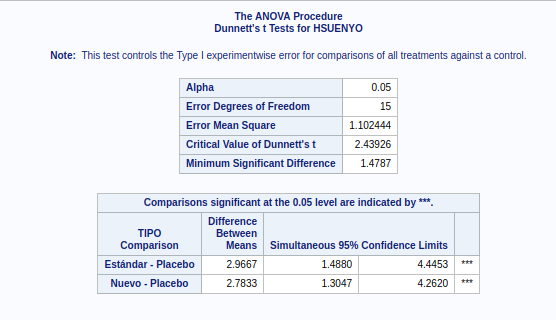 The ANOVA Procedure
Dunnett's t Tests for HSUENYO
Note: This test controls the Type I experimentwise error for comparisons of all treatments against a control.
Alpha 0.05
Error Degrees of Freedom 15
Error Mean Square 1.102444
Critical Value of Dunnett's t 2.43926
Minimum Significant Difference 1.4787
Comparisons significant at the 0.05 level are indicated by ***.
TIPO Comparison Difference Between Means Simultaneous 95% Confidence Limits
Estándar - Placebo 2.9667 1.4880 4.4453 ***
Nuevo - Placebo 2.7833 1.3047 4.2620 ***